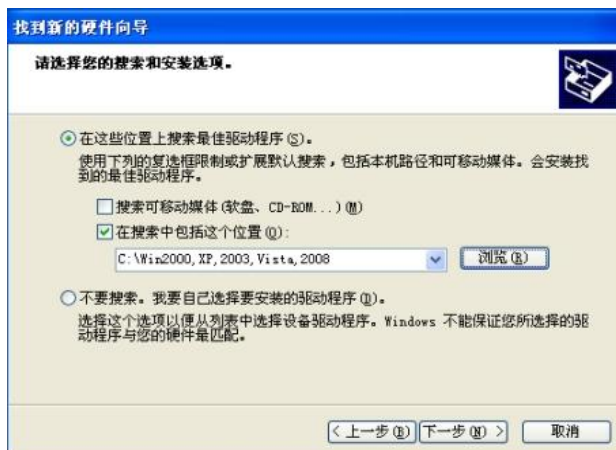 找到新的硬件向导
请选择您的搜索和安装选项。
在这些位置上搜索最佳驱动程序(S)。
使用下列的复选框限制或扩展默认搜索，包括本机路径和可移动媒体。会安装找
到的最佳驱动程序。
搜索可移动媒体(软盘、CD-ROM...)(M)
在搜索中包括这个位置(O):
C:\Win2000,XP,2003,Vista,2008
浏览(R)
不要搜索。我要自己选择要安装的驱动程序(D)。
选择这个选项以便从列表中选择设备驱动程序。Windows 不能保证您所选择的驱
动程序与您的硬件最匹配。
< 上一步(B)
下一步(N) >
取消